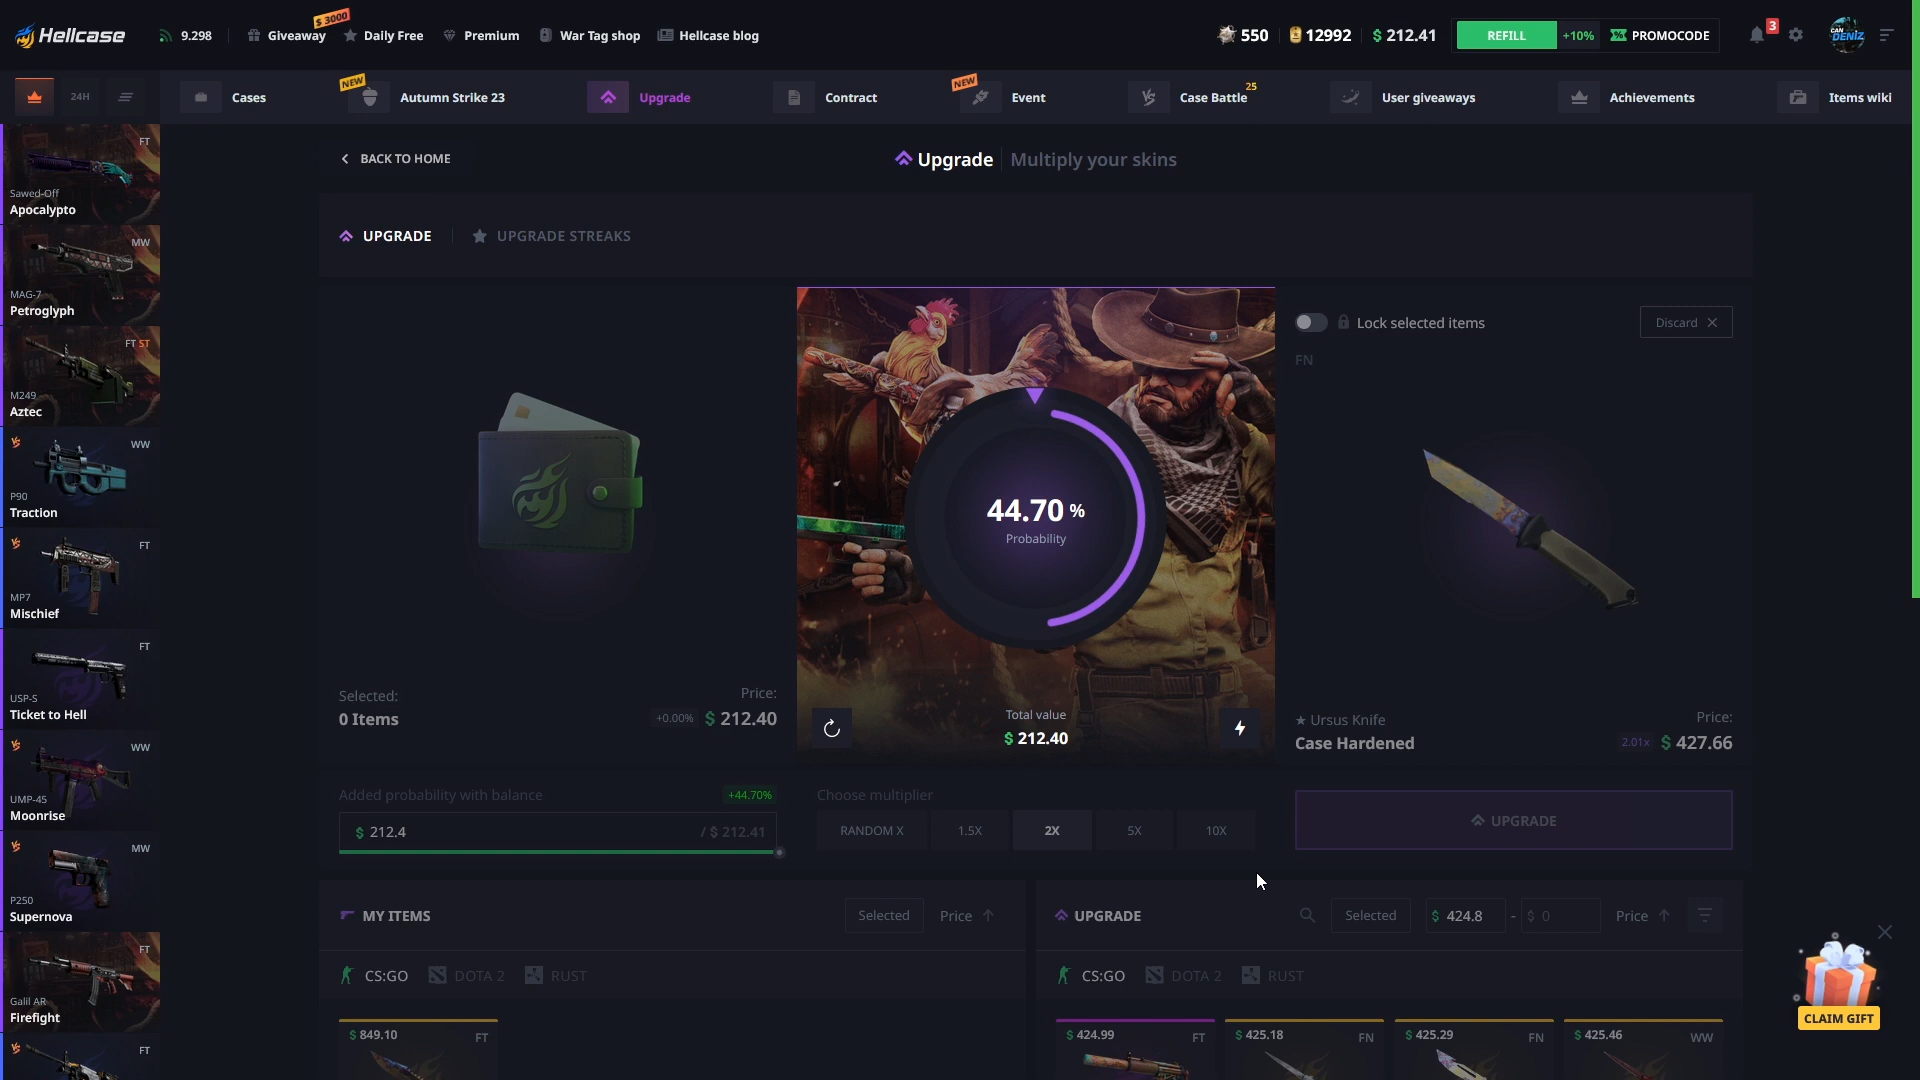 Hellcase
9.298
Giveaway
$ 3000
Daily Free
Premium
War Tag shop
Hellcase blog
550
12992
$ 212.41
REFILL
+10%
PROMOCODE
3
CAN
DENIZ
24H
Cases
NEW
Autumn Strike 23
Upgrade
Contract
NEW
Event
Case Battle
25
User giveaways
Achievements
Items wiki
BACK TO HOME
Upgrade
Multiply your skins
FT
Sawed-Off
Apocalypto
MW
MAG-7
Petroglyph
FT ST
M249
Aztec
WW
P90
Traction
FT
MP7
Mischief
FT
USP-S
Ticket to Hell
WW
UMP-45
Moonrise
MW
P250
Supernova
FT
Galil AR
Firefight
FT
UPGRADE
UPGRADE STREAKS
Selected:
0 Items
Price:
+0.00%
$ 212.40
44.70 %
Probability
Total value
$ 212.40
Lock selected items
Discard
FN
★ Ursus Knife
Case Hardened
Price:
2.01x
$ 427.66
Added probability with balance
+44.70%
$ 212.4
/ $ 212.41
Choose multiplier
RANDOM X
1.5X
2X
5X
10X
UPGRADE
MY ITEMS
Selected
Price
CS:GO
DOTA 2
RUST
$ 849.10
FT
UPGRADE
Selected
$ 424.8
-
$ 0
Price
CS:GO
DOTA 2
RUST
$ 424.99
FT
$ 425.18
FN
$ 425.29
FN
$ 425.46
WW
CLAIM GIFT